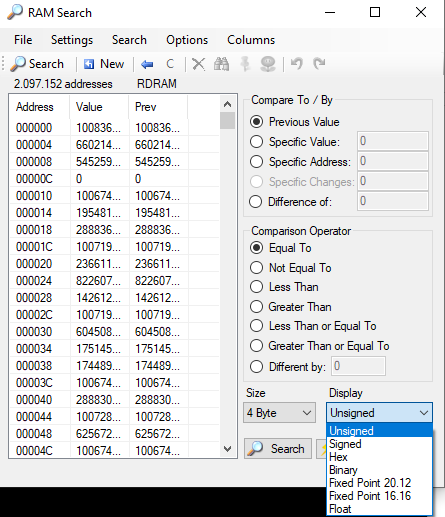 RAM Search
File Settings Search Options Columns
Search New C
2.097.152 addresses RDRAM
Address Value Prev
000000 100836... 100836...
000004 660214... 660214...
000008 545259... 545259...
00000C 0 0
000010 100674... 100674...
000014 195481... 195481...
000018 288836... 288836...
00001C 100719... 100719...
000020 236611... 236611...
000024 822607... 822607...
000028 142612... 142612...
00002C 100719... 100719...
000030 604508... 604508...
000034 175145... 175145...
000038 174489... 174489...
00003C 100674... 100674...
000040 288830... 288830...
000044 100728... 100728...
000048 625672... 625672...
00004C 100674... 100674...
Compare To / By
Previous Value
Specific Value: 0
Specific Address: 0
Specific Changes: 0
Difference of: 0
Comparison Operator
Equal To
Not Equal To
Less Than
Greater Than
Less Than or Equal To
Greater Than or Equal To
Different by: 0
Size Display
4 Byte Unsigned
Search
Unsigned
Signed
Hex
Binary
Fixed Point 20.12
Fixed Point 16.16
Float